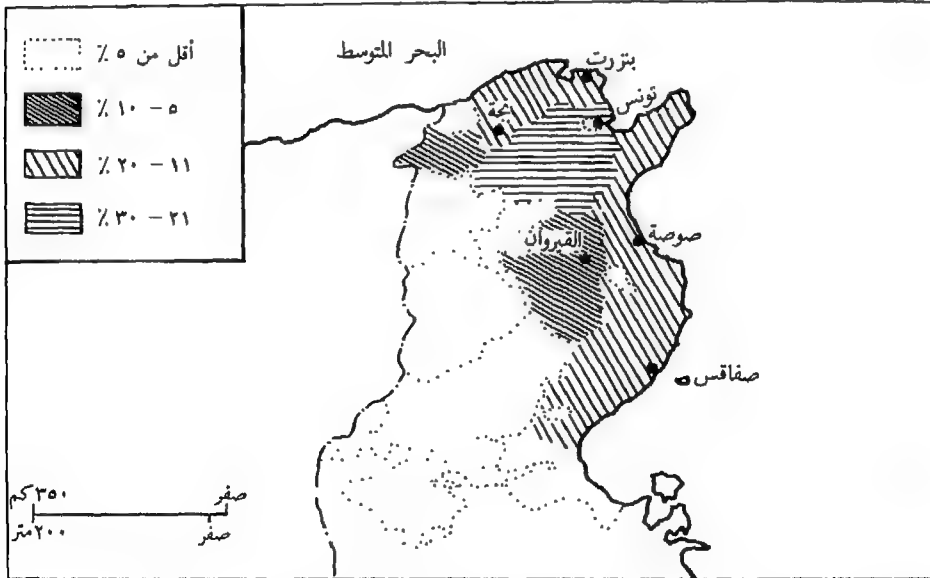 أقل من ٥ ٪
٥ - ١٠ ٪
١١ - ٢٠ ٪
٢١ - ٣٠ ٪
البحر المتوسط
بنزرت
تونس
صوصة
القيروان
صفاقس
صفر
٣٥٠ كم
صفر
٢٠٠ متر